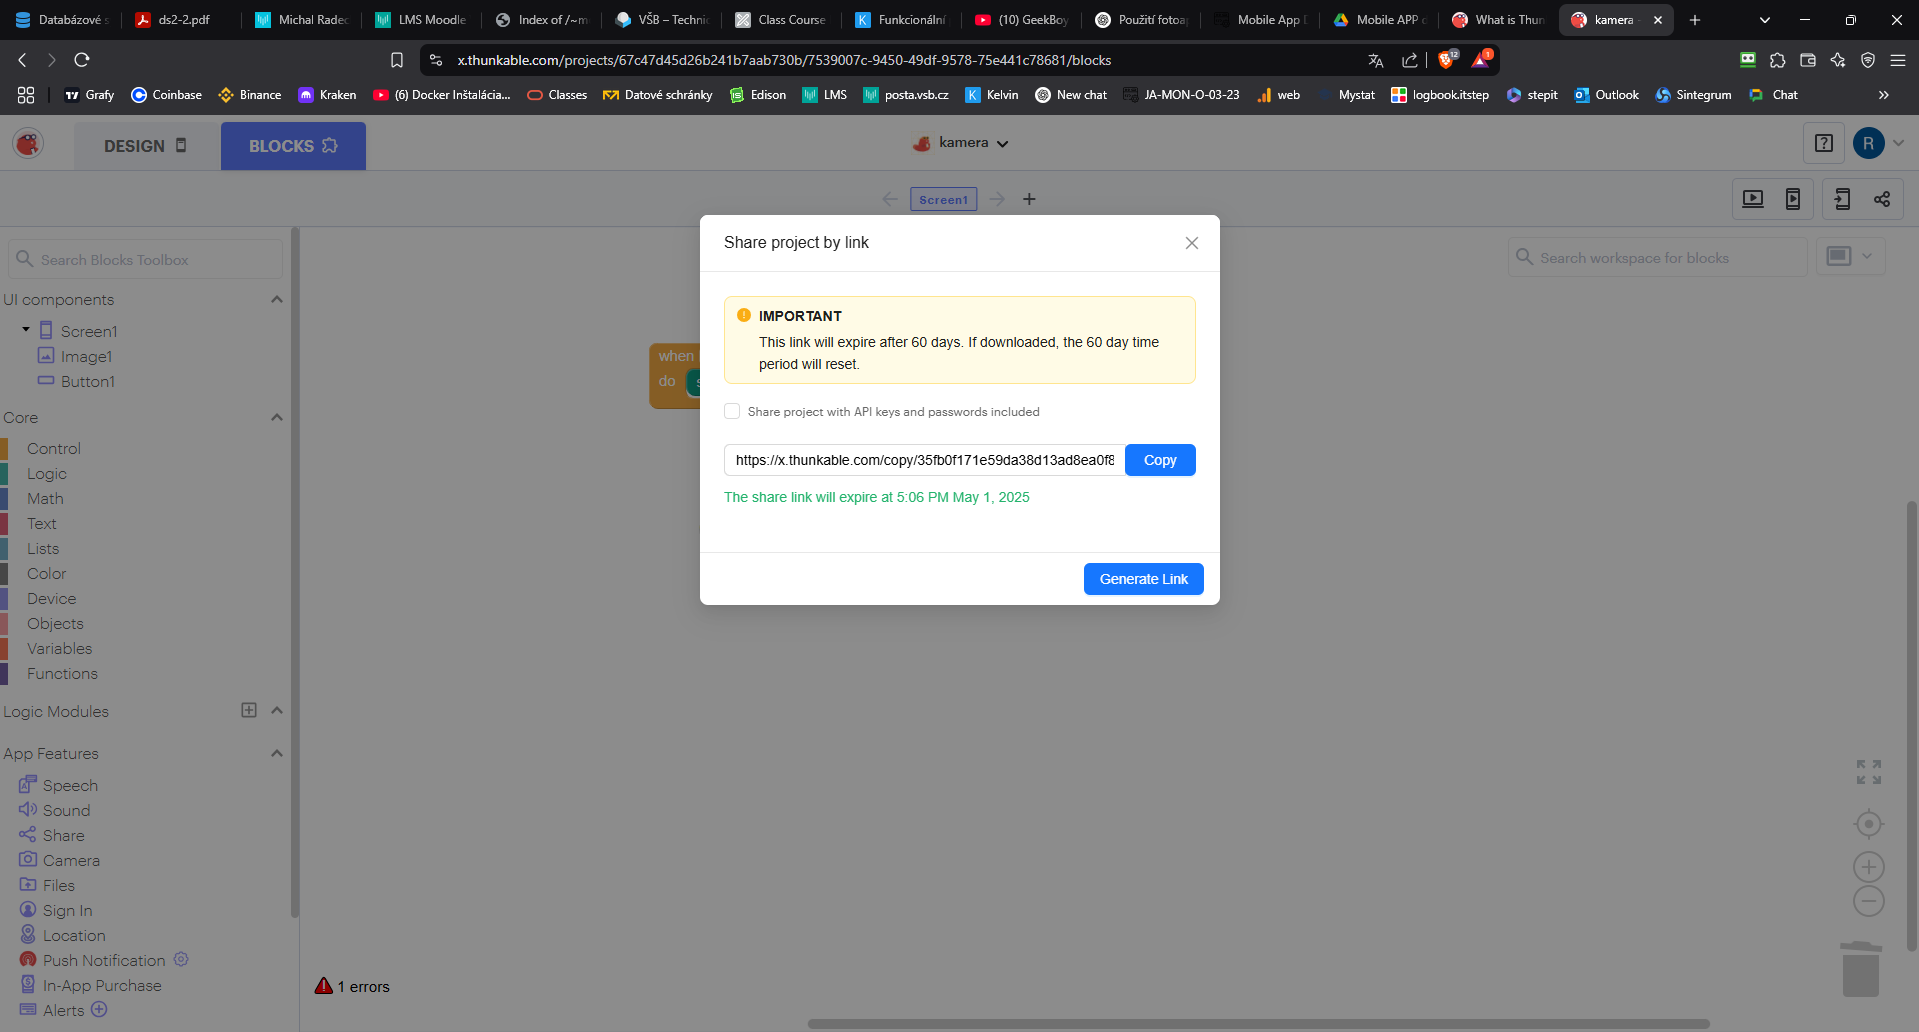 Databázové s
ds2-2.pdf
Michal Radec
LMS Moodle
Index of /~m
VŠB – Technic
Class Course
Funkcionální
(10) GeekBoy
Použití fotoap
Mobile App D
Mobile APP d
What is Thun
kamera -
x.thunkable.com/projects/67c47d45d26b241b7aab730b/7539007c-9450-49df-9578-75e441c78681/blocks
12
1
Grafy
Coinbase
Binance
Kraken
(6) Docker Inštalácia...
Classes
Datové schránky
Edison
LMS
posta.vsb.cz
Kelvin
New chat
JA-MON-O-03-23
web
Mystat
logbook.itstep
stepit
Outlook
Sintegrum
Chat
DESIGN
BLOCKS
kamera
R
Screen1
Search Blocks Toolbox
Search workspace for blocks
UI components
Screen1
Image1
Button1
Core
Control
Logic
Math
Text
Lists
Color
Device
Objects
Variables
Functions
Logic Modules
App Features
Speech
Sound
Share
Camera
Files
Sign In
Location
Push Notification
In-App Purchase
Alerts
when
do
Share project by link
IMPORTANT
This link will expire after 60 days. If downloaded, the 60 day time
period will reset.
Share project with API keys and passwords included
https://x.thunkable.com/copy/35fb0f171e59da38d13ad8ea0f8
Copy
The share link will expire at 5:06 PM May 1, 2025
Generate Link
1 errors